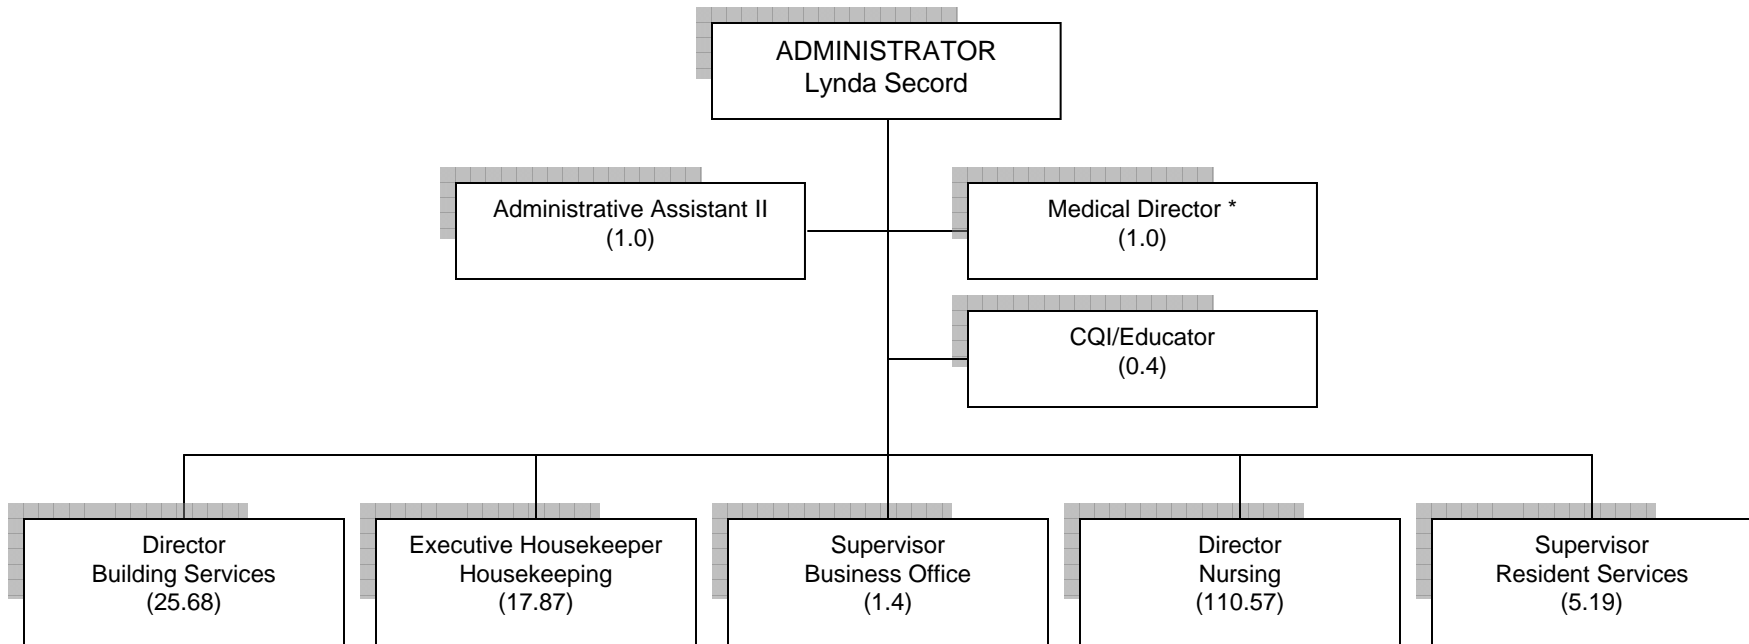 ADMINISTRATOR
Lynda Secord
Administrative Assistant II
(1.0)
Medical Director *
(1.0)
CQI/Educator
(0.4)
Director
Building Services
(25.68)
Executive Housekeeper
Housekeeping
(17.87)
Supervisor
Business Office
(1.4)
Director
Nursing
(110.57)
Supervisor
Resident Services
(5.19)